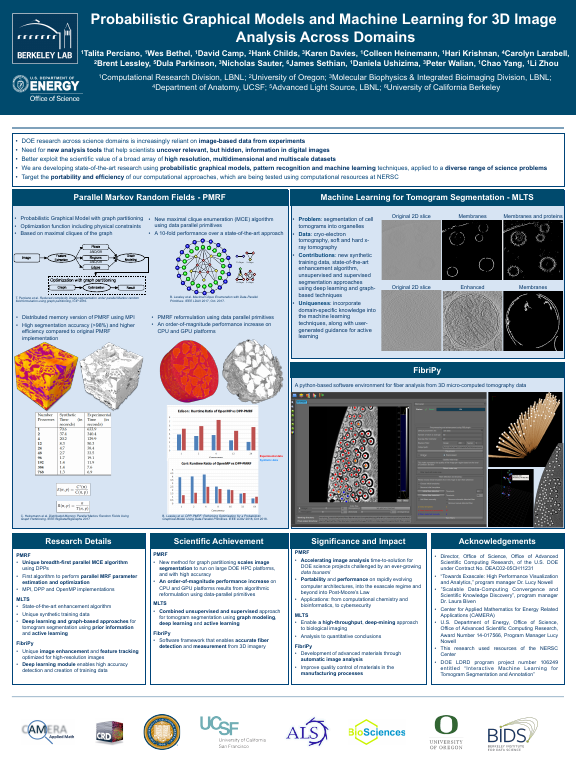 Probabilistic Graphical Models and Machine Learning for 3D Image
Analysis Across Domains
BERKELEY LAB
U.S. DEPARTMENT OF
ENERGY
Office of Science
¹Talita Perciano, ¹Wes Bethel, ¹David Camp, ²Hank Childs, ³Karen Davies, ¹Colleen Heinemann, ¹Hari Krishnan, ⁴Carolyn Larabell,
²Brent Lessley, ⁵Dula Parkinson, ²Nicholas Sauter, ⁶James Sethian, ¹Daniela Ushizima, ³Peter Walian, ¹Chao Yang, ¹Li Zhou
¹Computational Research Division, LBNL; ²University of Oregon; ³Molecular Biophysics & Integrated Bioimaging Division, LBNL;
⁴Department of Anatomy, UCSF; ⁵Advanced Light Source, LBNL; ⁶University of California Berkeley
• DOE research across science domains is increasingly reliant on image-based data from experiments
• Need for new analysis tools that help scientists uncover relevant, but hidden, information in digital images
• Better exploit the scientific value of a broad array of high resolution, multidimensional and multiscale datasets
• We are developing state-of-the-art research using probabilistic graphical models, pattern recognition and machine learning techniques, applied to a diverse range of science problems
• Target the portability and efficiency of our computational approaches, which are being tested using computational resources at NERSC
Parallel Markov Random Fields - PMRF
• Probabilistic Graphical Model with graph partitioning
• Optimization function including physical constraints
• Based on maximal cliques of the graph
• New maximal clique enumeration (MCE) algorithm
using data parallel primitives
• A 10-fold performance over a state-of-the-art approach
Image
Optimization with graph partitioning
• Distributed memory version of PMRF using MPI
• High segmentation accuracy (>98%) and higher
efficiency compared to original PMRF
implementation
• PMRF reformulation using data parallel primitives
• An order-of-magnitude performance increase on
CPU and GPU platforms
Number Processes
Synthetic Time (in seconds)
Experimental Time (in seconds)
Machine Learning for Tomogram Segmentation - MLTS
• Problem: segmentation of cell
tomograms into organelles
• Data: cryo-electron
tomography, soft and hard x-
ray tomography
• Contributions: new synthetic
training data, state-of-the-art
enhancement algorithm,
unsupervised and supervised
segmentation approaches
using deep learning and graph-
based techniques
• Uniqueness: incorporate
domain-specific knowledge into
the machine learning
techniques, along with user-
generated guidance for active
learning
Original 2D slice
Membranes
Membranes and proteins
Original 2D slice
Enhanced
Membranes
FibriPy
A python-based software environment for fiber analysis from 3D micro-computed tomography data
Research Details
PMRF
• Unique breadth-first parallel MCE algorithm
using DPPs
• First algorithm to perform parallel MRF parameter
estimation and optimization
• MPI, DPP and OpenMP implementations
MLTS
• State-of-the-art enhancement algorithm
• Unique synthetic training data
• Deep learning and graph-based approaches for
tomogram segmentation using prior information
and active learning
FibriPy
• Unique image enhancement and feature tracking
optimized for high-resolution images
• Deep learning module enables high accuracy
detection and creation of training data
Scientific Achievement
PMRF
• New method for graph partitioning scales image
segmentation to run on large DOE HPC platforms,
and with high accuracy
• An order-of-magnitude performance increase on
CPU and GPU platforms results from algorithmic
reformulation using data-parallel primitives
MLTS
• Combined unsupervised and supervised approach
for tomogram segmentation using graph modeling,
deep learning and active learning
FibriPy
• Software framework that enables accurate fiber
detection and measurement from 3D imagery
Significance and Impact
PMRF
• Accelerating image analysis time-to-solution for
DOE science projects challenged by an ever-growing
data tsunami
• Portability and performance on rapidly evolving
computer architectures, into the exascale regime and
beyond into Post-Moore's Law
• Applications: from computational chemistry and
bioinformatics, to cybersecurity
MLTS
• Enable a high-throughput, deep-mining approach
to biological imaging
• Analysis to quantitative conclusions
FibriPy
• Development of advanced materials through
automatic image analysis
• Improve quality control of materials in the
manufacturing processes
Acknowledgements
• Director, Office of Science, Office of Advanced
Scientific Computing Research, of the U.S. DOE
under Contract No. DEAC02-05CH11231
• "Towards Exascale: High Performance Visualization
and Analytics," program manager Dr. Lucy Nowell
• "Scalable Data-Computing Convergence and
Scientific Knowledge Discovery", program manager
Dr. Laura Biven
• Center for Applied Mathematics for Energy Related
Applications (CAMERA)
• U.S. Department of Energy, Office of Science,
Office of Advanced Scientific Computing Research,
Award Number 14-017566, Program Manager Lucy
Nowell
• This research used resources of the NERSC
Center
• DOE LDRD program project number 106249
entitled "Interactive Machine Learning for
Tomogram Segmentation and Annotation"
CAMERA
Applied Math
CRD
UCSF
University of California
San Francisco
ALS
BioSciences
UNIVERSITY OF OREGON
BIDS
BERKELEY INSTITUTE
FOR DATA SCIENCE